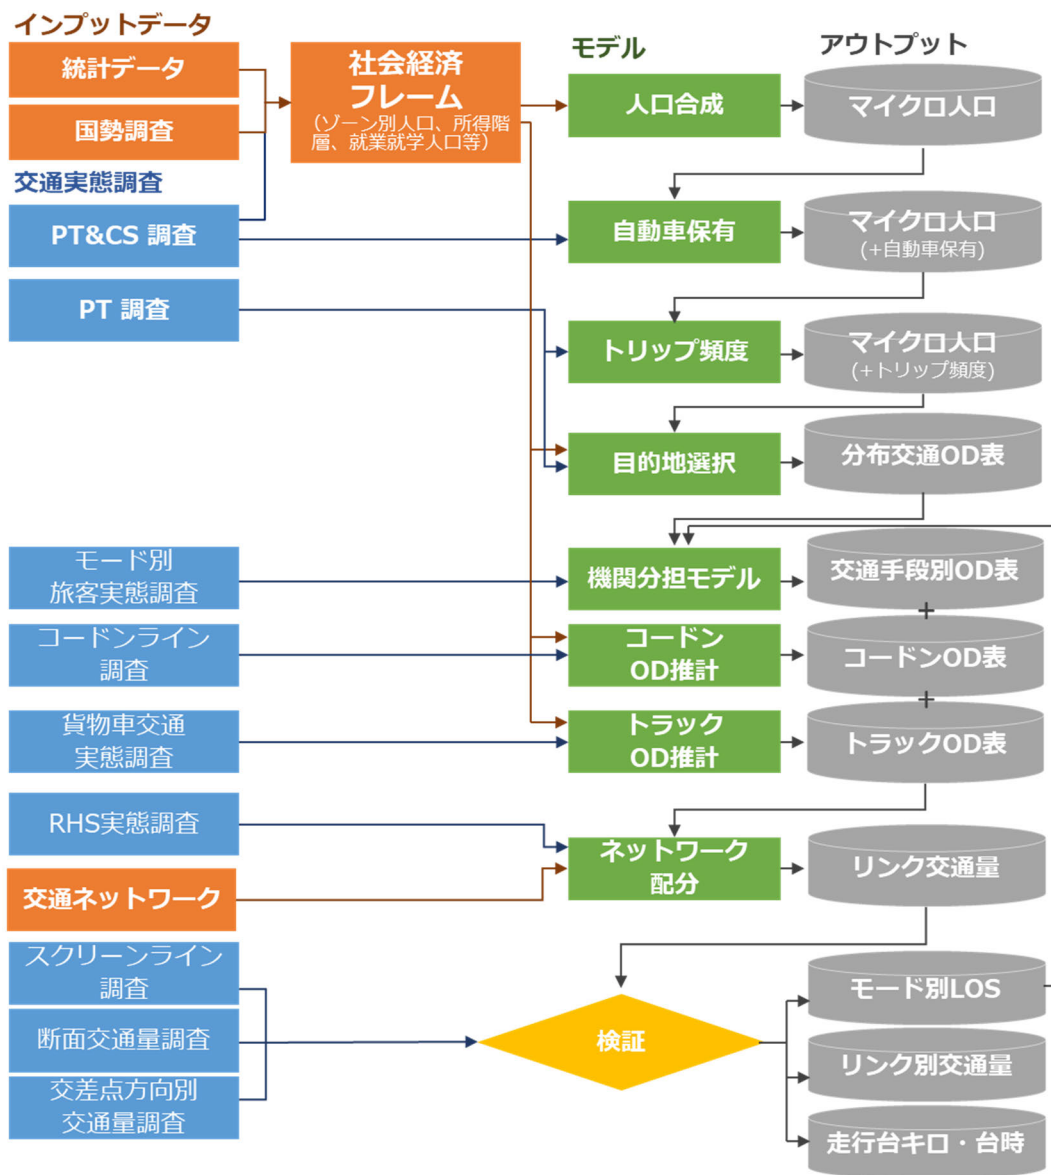 インプットデータ
モデル
アウトプット
統計データ
国勢調査
社会経済
フレーム
(ゾーン別人口、所得階
層、就業就学人口等)
人口合成
マイクロ人口
交通実態調査
PT&CS 調査
自動車保有
マイクロ人口
(+自動車保有)
PT 調査
トリップ頻度
マイクロ人口
(+トリップ頻度)
目的地選択
分布交通OD表
モード別
旅客実態調査
機関分担モデル
交通手段別OD表
+
コードンライン
調査
コードン
OD推計
コードンOD表
+
貨物車交通
実態調査
トラック
OD推計
トラックOD表
RHS実態調査
ネットワーク
配分
リンク交通量
交通ネットワーク
スクリーンライン
調査
断面交通量調査
交差点方向別
交通量調査
検証
モード別LOS
リンク別交通量
走行台キロ・台時